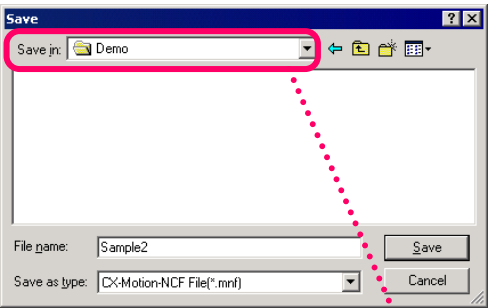 Save
Save in: Demo
File name: Sample2 Save
Save as type: CX-Motion-NCF File(*.mnf) Cancel